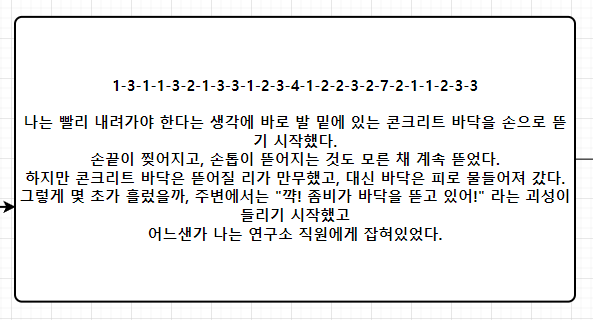 1-3-1-1-3-2-1-3-3-1-2-3-4-1-2-2-3-2-7-2-1-1-2-3-3
나는 빨리 내려가야 한다는 생각에 바로 발 밑에 있는 콘크리트 바닥을 손으로 뜯
기 시작했다.
손끝이 찢어지고, 손톱이 뜯어지는 것도 모른 채 계속 뜯었다.
하지만 콘크리트 바닥은 뜯어질 리가 만무했고, 대신 바닥은 피로 물들어져 갔다.
그렇게 몇 초가 흘렀을까, 주변에서는 "꺅! 좀비가 바닥을 뜯고 있어!" 라는 괴성이
들리기 시작했고
어느샌가 나는 연구소 직원에게 잡혀있었다.